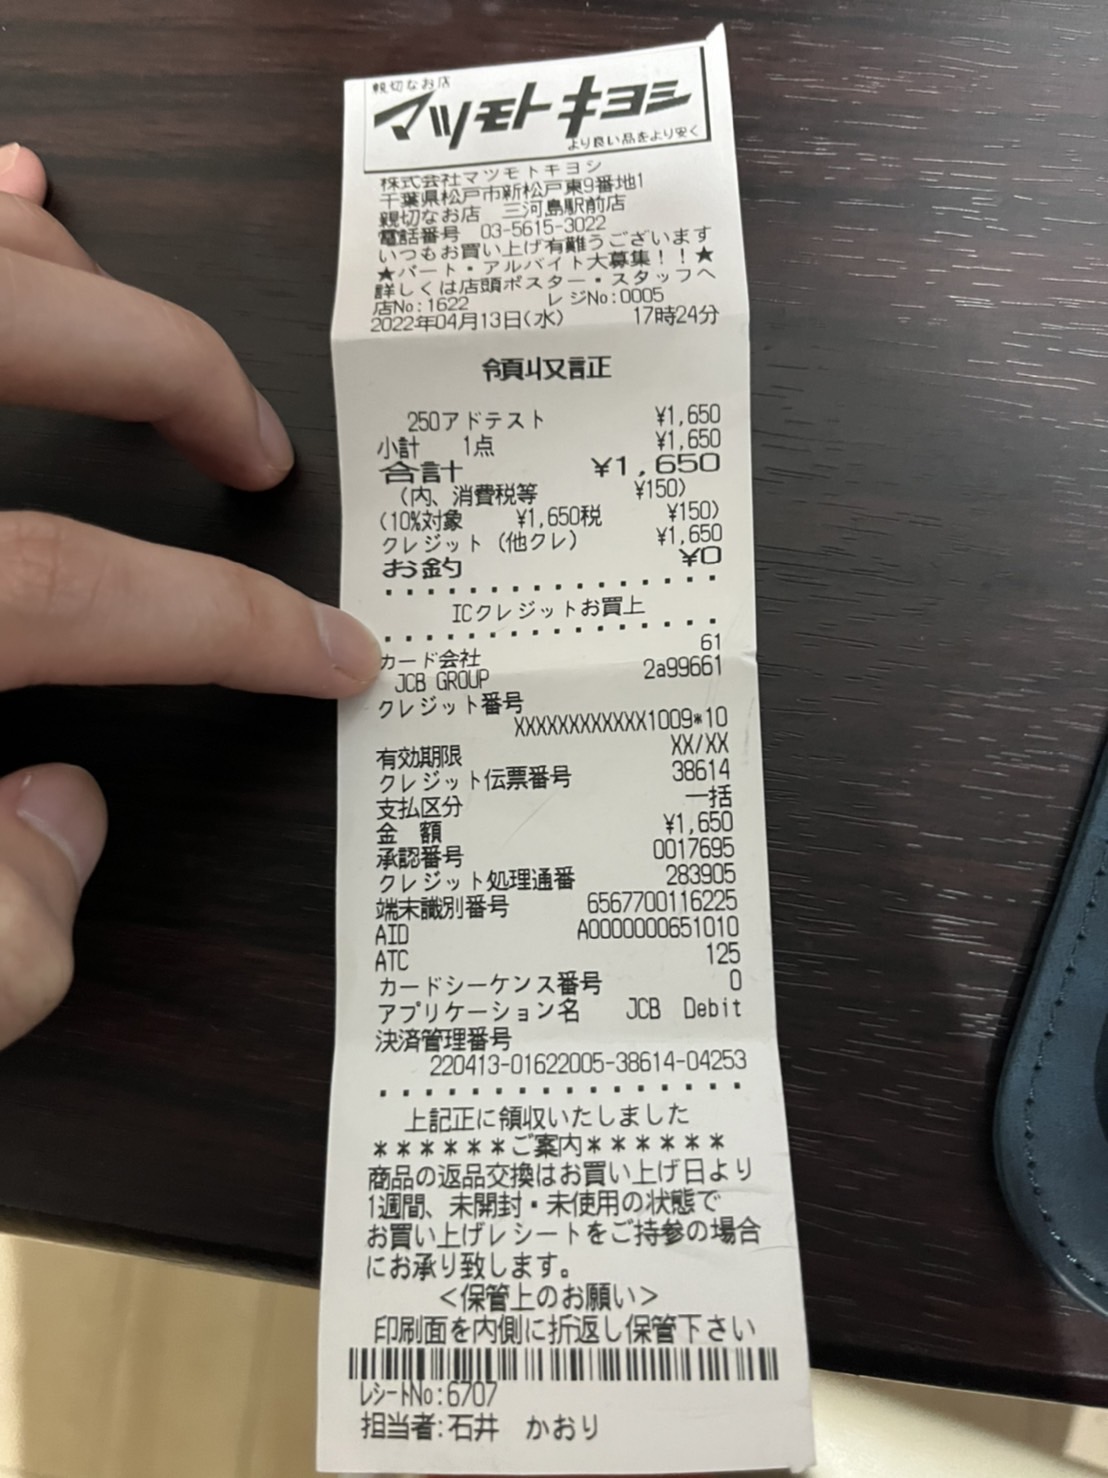 親切なお店
マツモトキヨシ
より良い品をより安く
株式会社マツモトキヨシ
千葉県松戸市新松戸東9番地1
親切なお店 三河島駅前店
電話番号 03-5615-3022
いつもお買い上げ有難うございます
★パート・アルバイト大募集!!★
詳しくは店頭ポスター・スタッフへ
店No:1622 レジNo:0005
2022年04月13日(水) 17時24分
領収証
250アドテスト ¥1,650
小計 1点 ¥1,650
合計 ¥1,650
(内、消費税等 ¥150)
(10%対象 ¥1,650税 ¥150)
クレジット(他クレ) ¥1,650
お釣 ¥0
ICクレジットお買上
カード会社 61
JCB GROUP 2a99661
クレジット番号
XXXXXXXXXXXX1009*10
有効期限 XX/XX
クレジット伝票番号 38614
支払区分 一括
金 額 ¥1,650
承認番号 0017695
クレジット処理通番 283905
端末識別番号 6567700116225
AID A0000000651010
ATC 125
カードシーケンス番号 0
アプリケーション名 JCB Debit
決済管理番号
220413-01622005-38614-04253
上記正に領収いたしました
******ご案内******
商品の返品交換はお買い上げ日より
1週間、未開封・未使用の状態で
お買い上げレシートをご持参の場合
にお承り致します。
<保管上のお願い>
印刷面を内側に折返し保管下さい
レシートNo:6707
担当者:石井 かおり